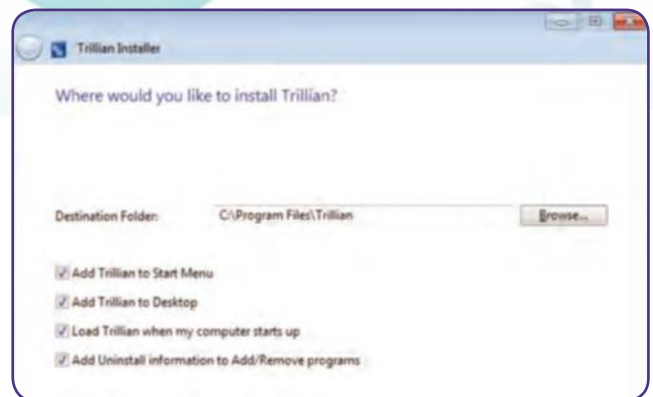 Trillian Installer
Where would you like to install Trillian?
Destination Folder: C:\Program Files\Trillian Browse...
Add Trillian to Start Menu
Add Trillian to Desktop
Load Trillian when my computer starts up
Add Uninstall information to Add/Remove programs